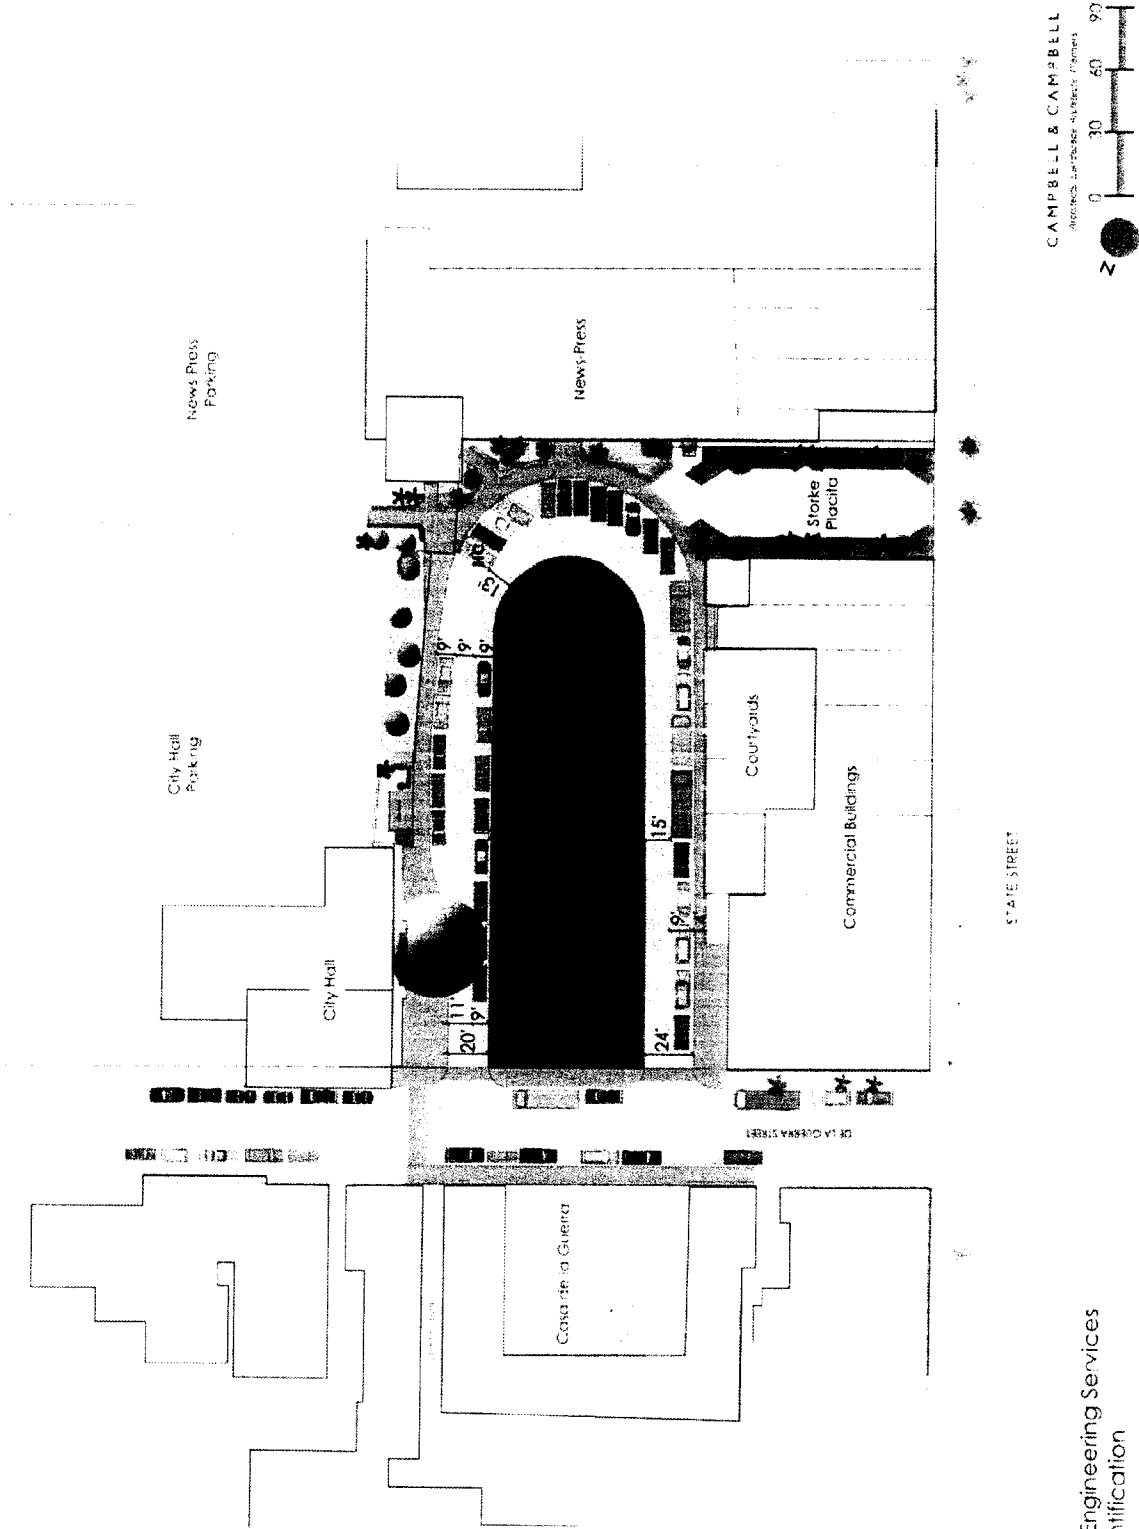 News-Press
Parking
City Hall
Parking
City Hall
News-Press
Storke
Placita
Courtyards
Commercial Buildings
Casa de la Guerra
DE LA GUERRA STREET
STATE STREET
20'
11'
9'
9'
9'
9'
13'
15'
9'
24'
CAMPBELL & CAMPBELL
N
0 30 60 90
Engineering Services
ntification